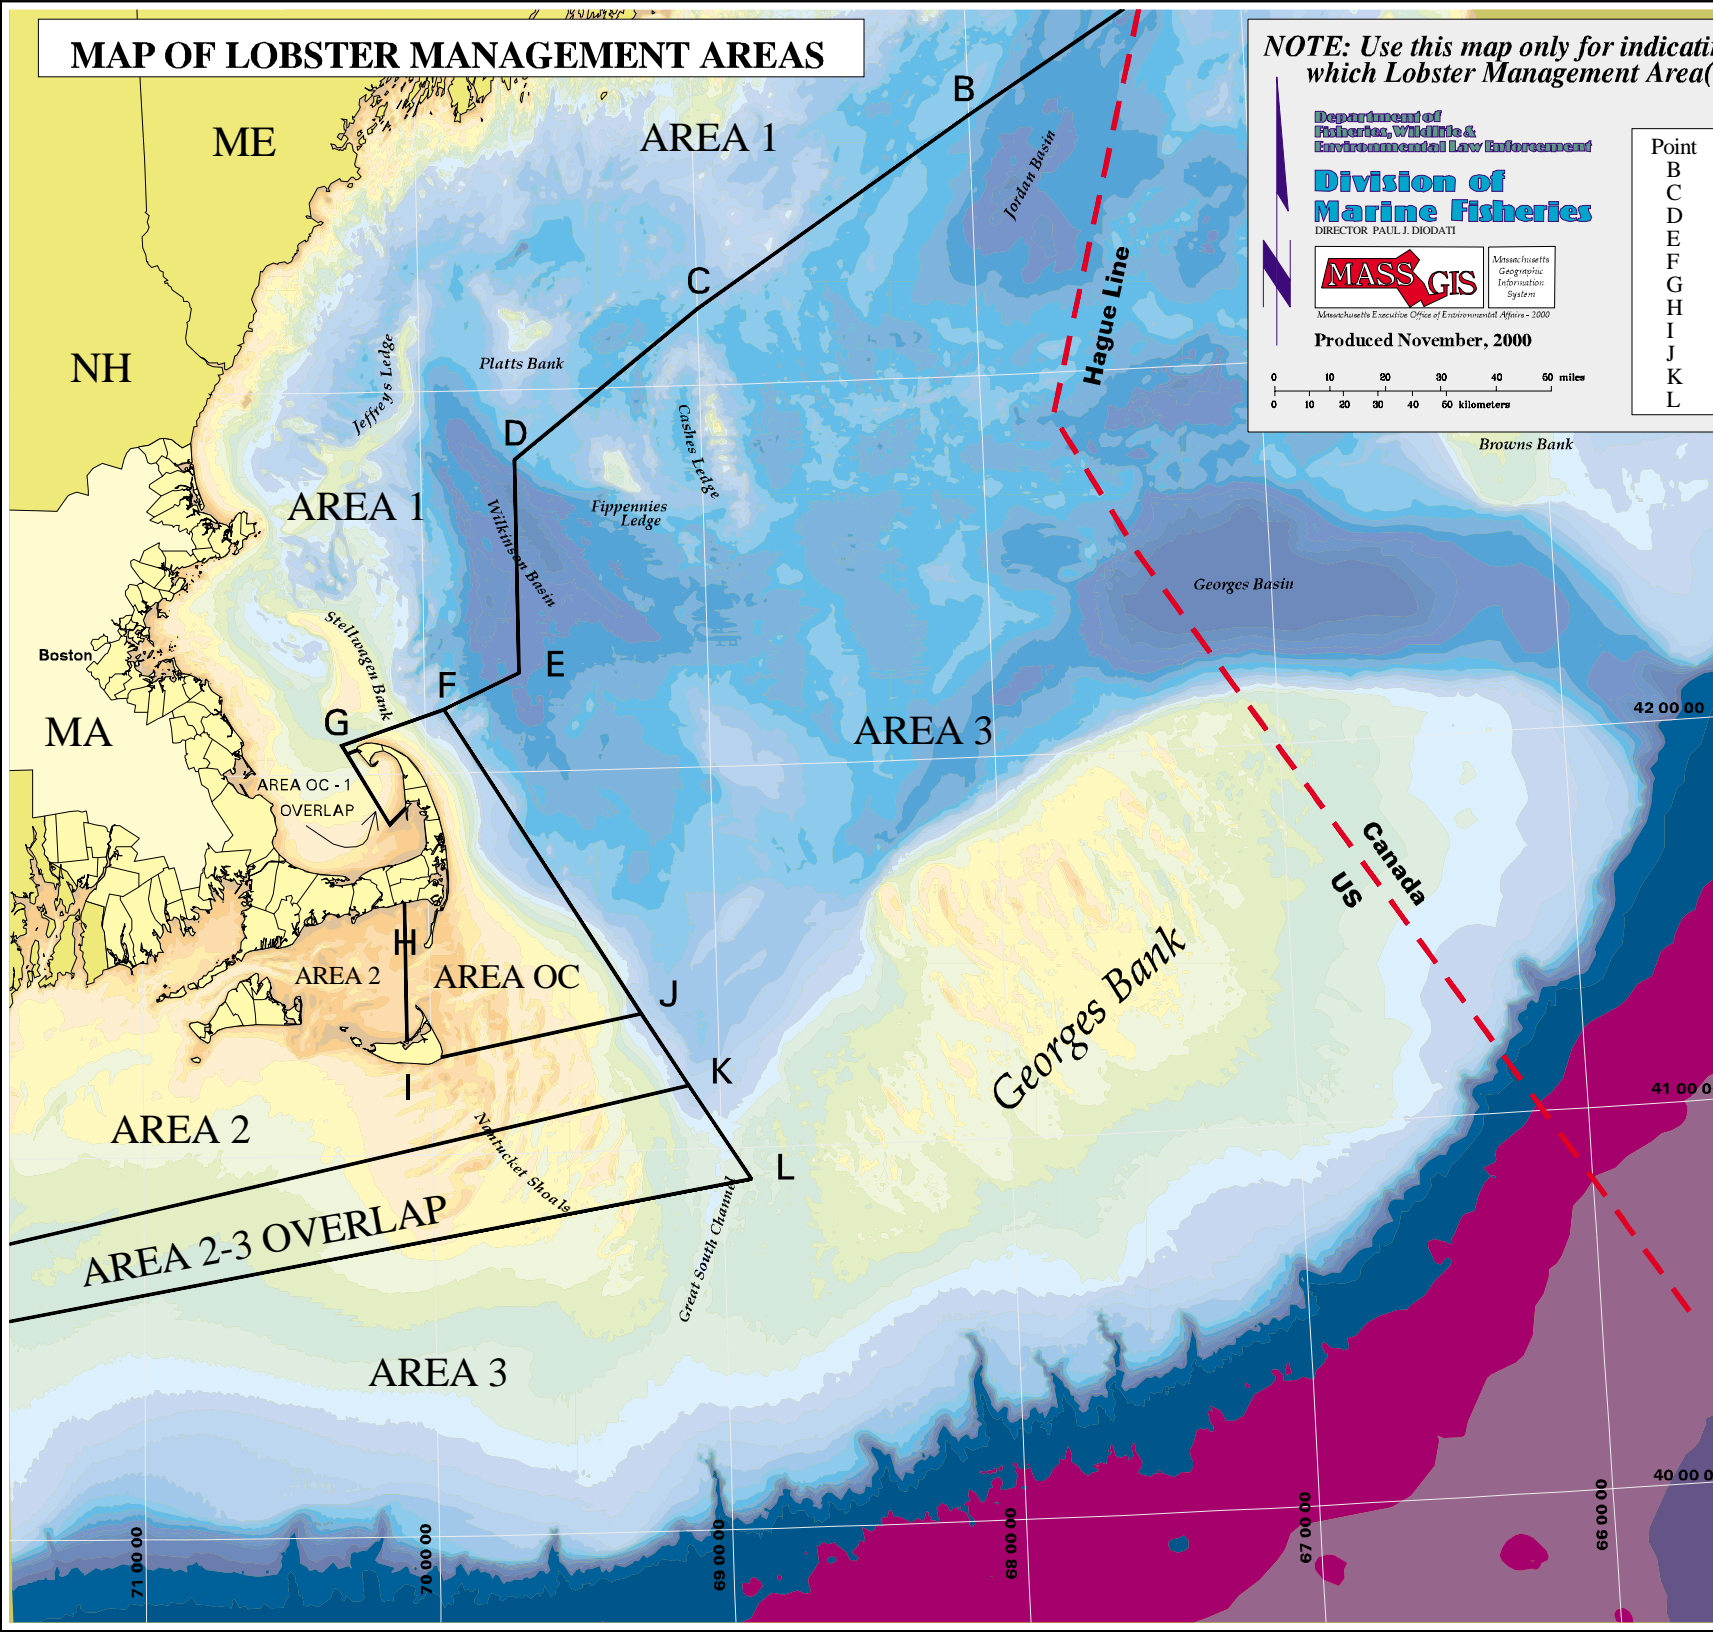 MAP OF LOBSTER MANAGEMENT AREAS
NOTE: Use this map only for indicati
which Lobster Management Area(
Department of
Fisheries, Wildlife &
Environmental Law Enforcement
Division of
Marine Fisheries
DIRECTOR PAUL J. DIODATI
MASS GIS
Massachusetts
Geographic
Information
System
Massachusetts Executive Office of Environmental Affairs - 2000
Produced November, 2000
0 10 20 30 40 50 miles
0 10 20 30 40 50 kilometers
Point
B
C
D
E
F
G
H
I
J
K
L
ME
NH
MA
Boston
AREA 1
B
Jordan Basin
C
Hague Line
Platts Bank
Jeffreys Ledge
Cashes Ledge
D
AREA 1
Wilkinson Basin
Fippennies
Ledge
Browns Bank
Georges Basin
Stellwagen Bank
E
F
G
AREA 3
42 00 00
AREA OC - 1
OVERLAP
Canada
US
H
AREA 2
AREA OC
J
Georges Bank
K
I
41 00 0
AREA 2
Nantucket Shoals
L
AREA 2-3 OVERLAP
Great South Channel
AREA 3
40 00 0
71 00 00
70 00 00
69 00 00
68 00 00
67 00 00
66 00 00